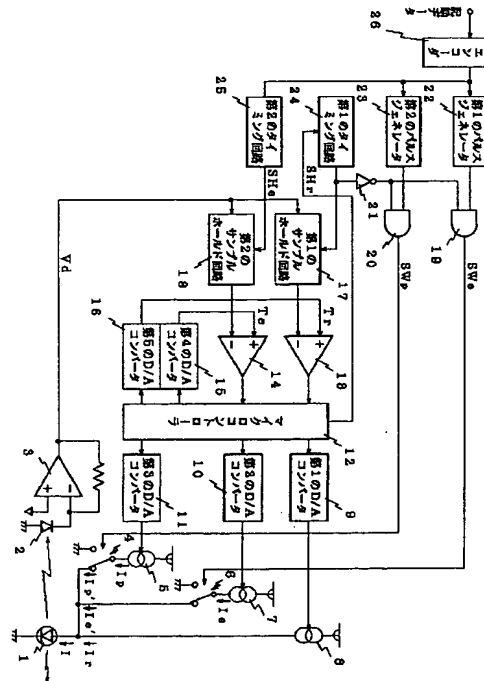 記録データ
エンコーダ
26
第1のパルスジェネレータ
22
第2のパルスジェネレータ
23
第1のタイミング回路
24
第2のタイミング回路
25
SHr
SHe
21
19
20
SWe
SWp
第1のサンプルホールド回路
17
第2のサンプルホールド回路
18
Vd
Tr
Te
+
−
13
+
−
14
第4のD/Aコンバータ
15
第5のD/Aコンバータ
16
マイクロコントローラ
12
第1のD/Aコンバータ
9
第2のD/Aコンバータ
10
第3のD/Aコンバータ
11
3
+
−
2
4
5
Ip
6
7
Ie
8
Ip'
Ie'
Ir
I
1